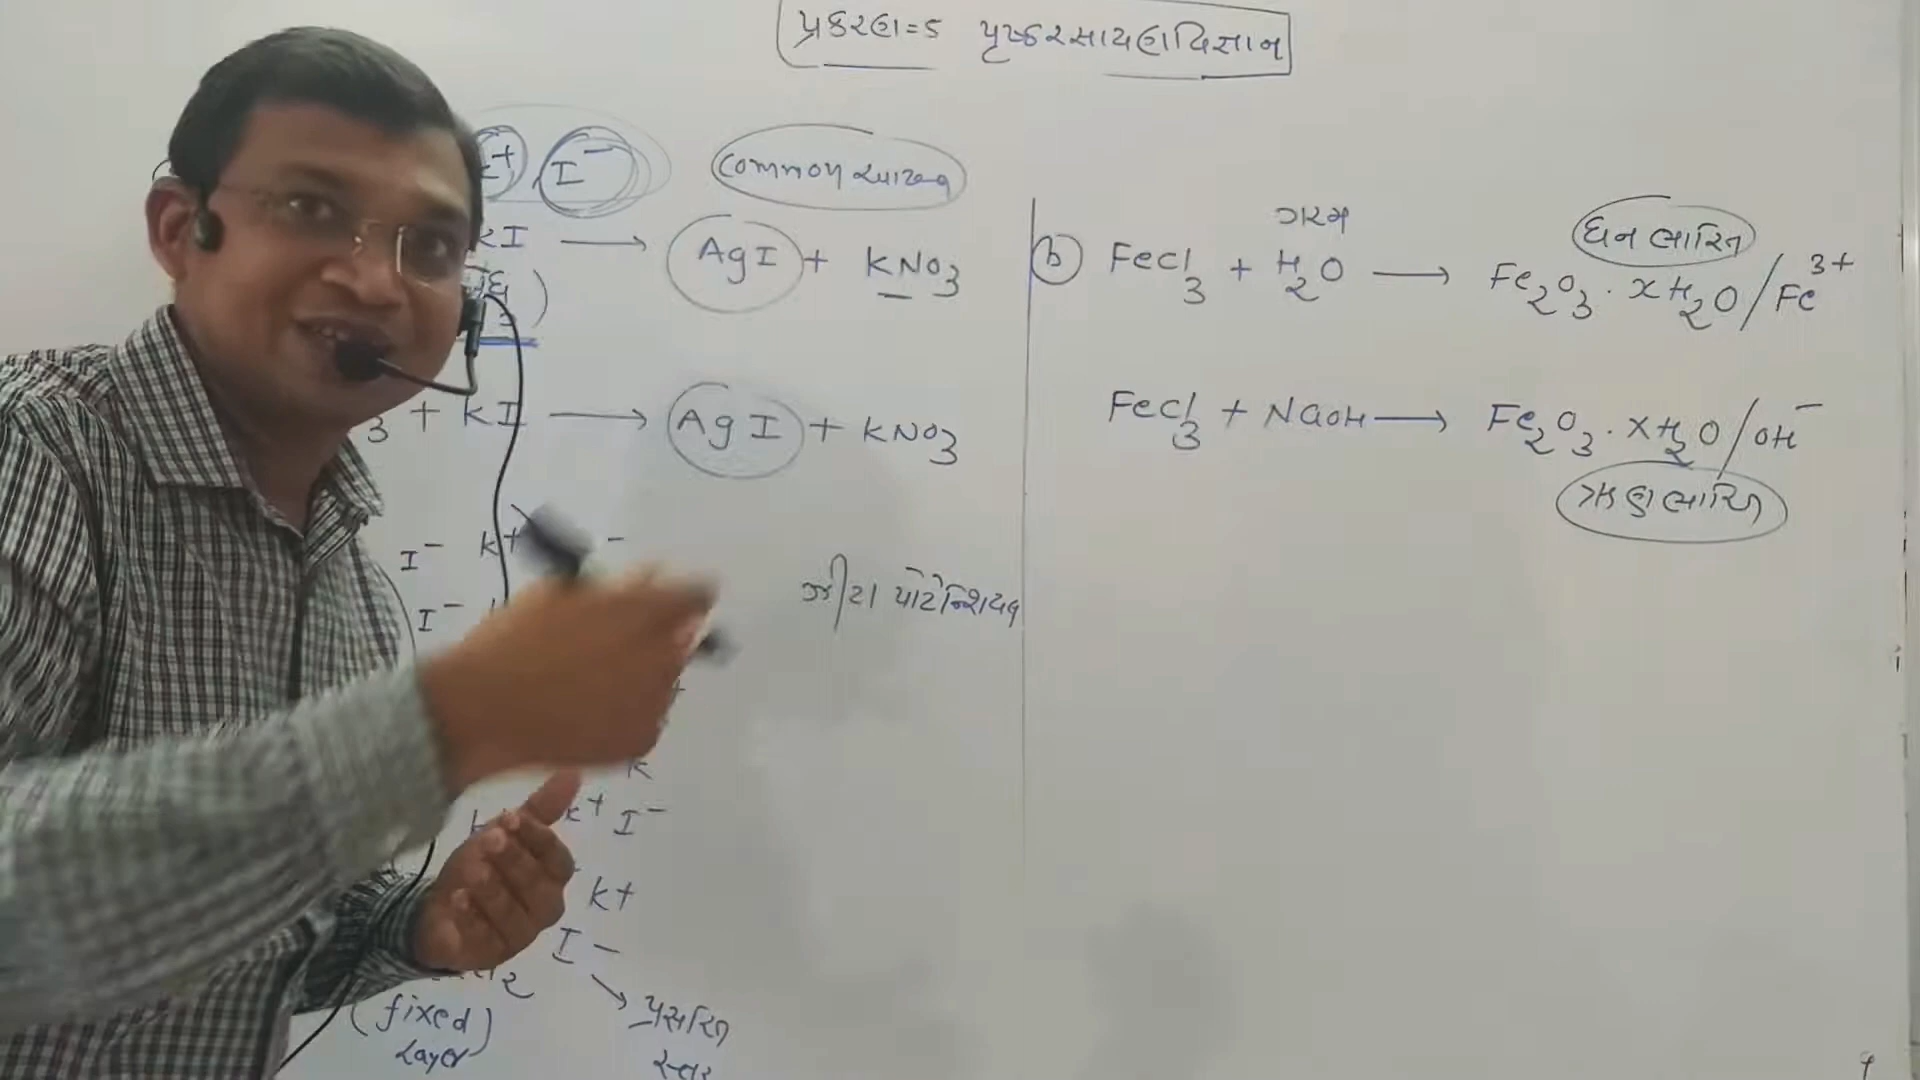 પ્રકરણ=5 પૃષ્ઠરસાયણવિજ્ઞાન
I⁻
common આયન
KI ⟶ AgI + KNO₃
3 + KI ⟶ AgI + KNO₃
I⁻ K+ -
I⁻
K
K+ I⁻
K+
I -
(fixed)
Layer
પ્રસરિત
સ્તર
ઝીટા પોટેન્શિયલ
ગરમ
ધન ભારિત
(b) FeCl₃ + H₂O ⟶ Fe₂O₃.xH₂O/Fe³⁺
FeCl₃ + NaOH ⟶ Fe₂O₃.xH₂O/OH⁻
ઋણ ભારિત